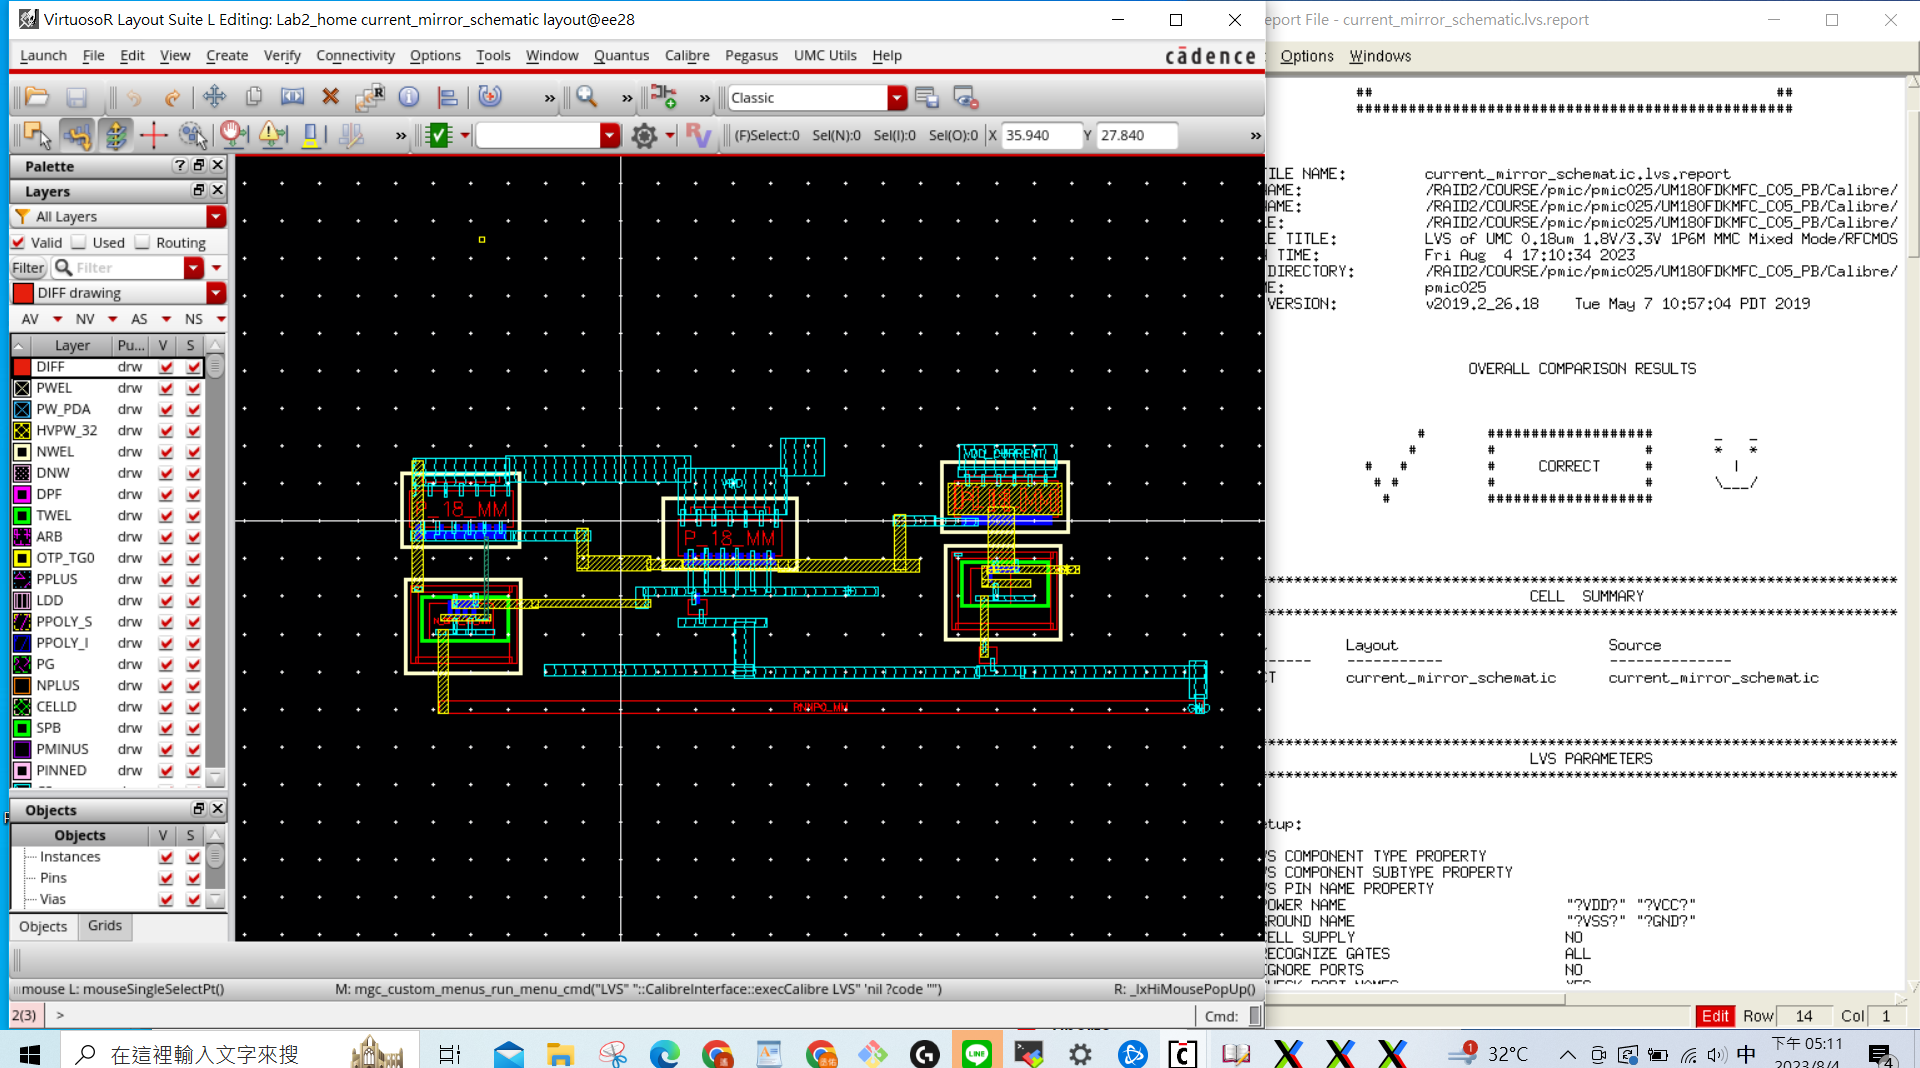 VirtuosoR Layout Suite L Editing: Lab2_home current_mirror_schematic layout@ee28
Launch File Edit View Create Verify Connectivity Options Tools Window Quantus Calibre Pegasus UMC Utils Help
cādence
Classic
(F)Select:0 Sel(N):0 Sel(I):0 Sel(O):0 X 35.940 Y 27.840
Palette
Layers
All Layers
Valid Used Routing
Filter Filter
DIFF drawing
AV NV AS NS
Layer Pu... V S
DIFF drw
PWEL drw
PW_PDA drw
HVPW_32 drw
NWEL drw
DNW drw
DPF drw
TWEL drw
ARB drw
OTP_TG0 drw
PPLUS drw
LDD drw
PPOLY_S drw
PPOLY_I drw
PG drw
NPLUS drw
CELLD drw
SPB drw
PMINUS drw
PINNED drw
Objects
Objects V S
Instances
Pins
Vias
Objects Grids
VDD_CURRENT
VDD
P_18_MM
P_18_MM
RNNPO_MM
GND
mouse L: mouseSingleSelectPt()
M: mgc_custom_menus_run_menu_cmd("LVS" "::CalibreInterface::execCalibre LVS" 'nil ?code "")
R: _lxHiMousePopUp()
2(3) >
Cmd:
eport File - current_mirror_schematic.lvs.report
Options Windows
## ##
###################################################
ILE NAME: current_mirror_schematic.lvs.report
AME: /RAID2/COURSE/pmic/pmic025/UM180FDKMFC_C05_PB/Calibre/
AME: /RAID2/COURSE/pmic/pmic025/UM180FDKMFC_C05_PB/Calibre/
E: /RAID2/COURSE/pmic/pmic025/UM180FDKMFC_C05_PB/Calibre/
E TITLE: LVS of UMC 0.18um 1.8V/3.3V 1P6M MMC Mixed Mode/RFCMOS
TIME: Fri Aug 4 17:10:34 2023
DIRECTORY: /RAID2/COURSE/pmic/pmic025/UM180FDKMFC_C05_PB/Calibre/
E: pmic025
VERSION: v2019.2_26.18 Tue May 7 10:57:04 PDT 2019
OVERALL COMPARISON RESULTS
# ################### _ _
# # # * *
# # # CORRECT # |
# # # # \___/
# ###################
CELL SUMMARY
Layout Source
------ ----------- --------------
T current_mirror_schematic current_mirror_schematic
LVS PARAMETERS
etup:
VS COMPONENT TYPE PROPERTY
VS COMPONENT SUBTYPE PROPERTY
VS PIN NAME PROPERTY
OWER NAME "?VDD?" "?VCC?"
ROUND NAME "?VSS?" "?GND?"
ELL SUPPLY NO
ECOGNIZE GATES ALL
GNORE PORTS NO
Edit Row 14 Col 1
在這裡輸入文字來搜
LINE
1
32°C
中
下午 05:11
2023/8/4
4